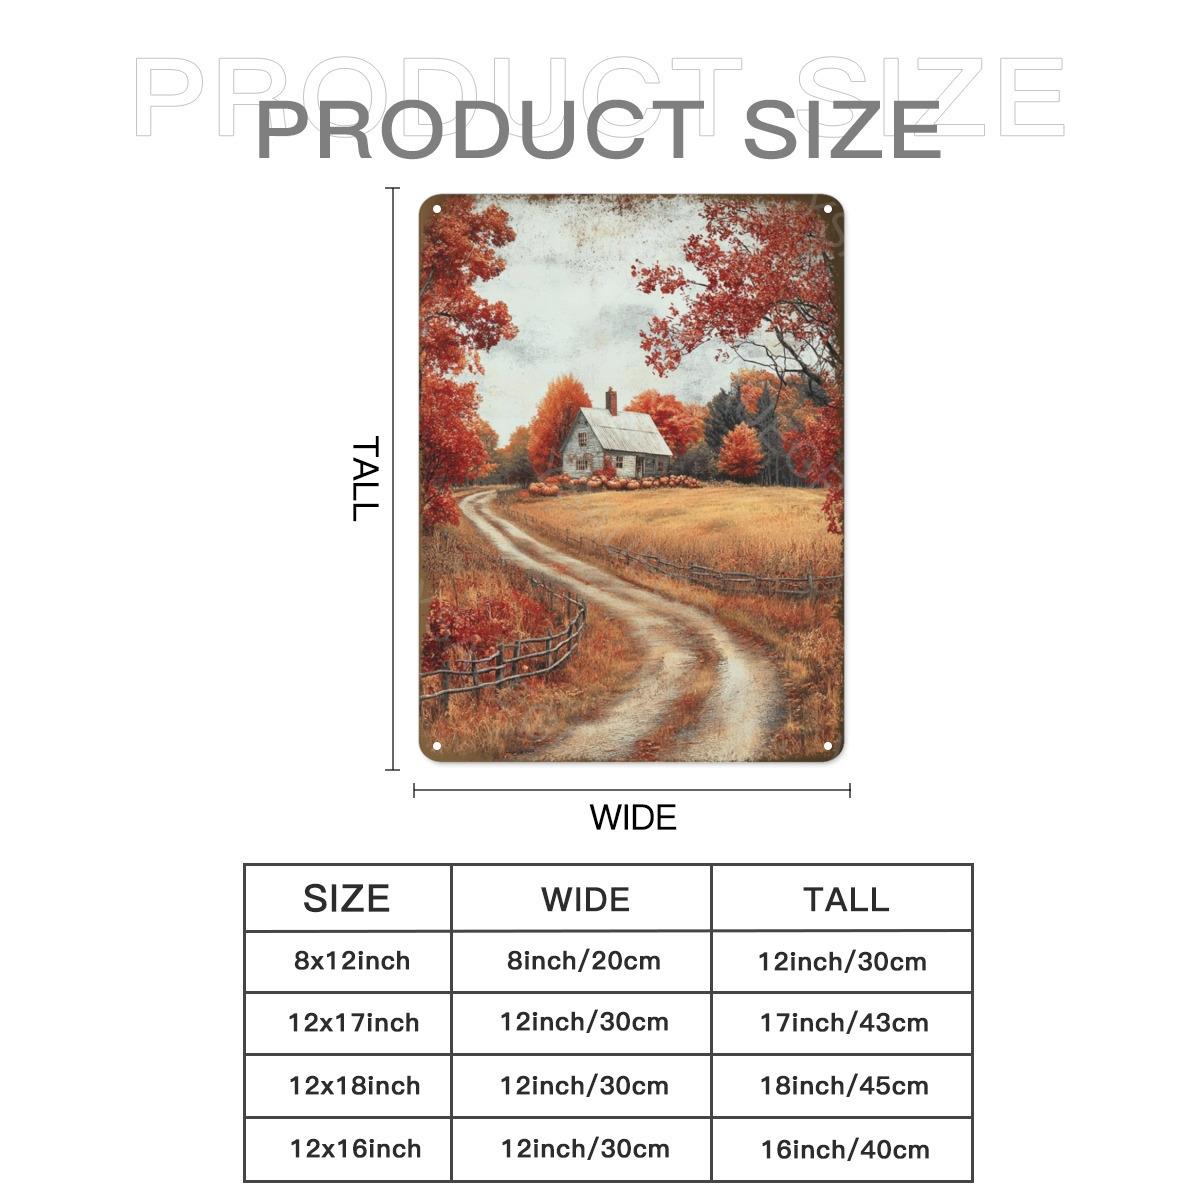 PRODUCT SIZE
PRODUCT SIZE
TALL
WIDE
SIZE WIDE TALL
8x12inch 8inch/20cm 12inch/30cm
12x17inch 12inch/30cm 17inch/43cm
12x18inch 12inch/30cm 18inch/45cm
12x16inch 12inch/30cm 16inch/40cm